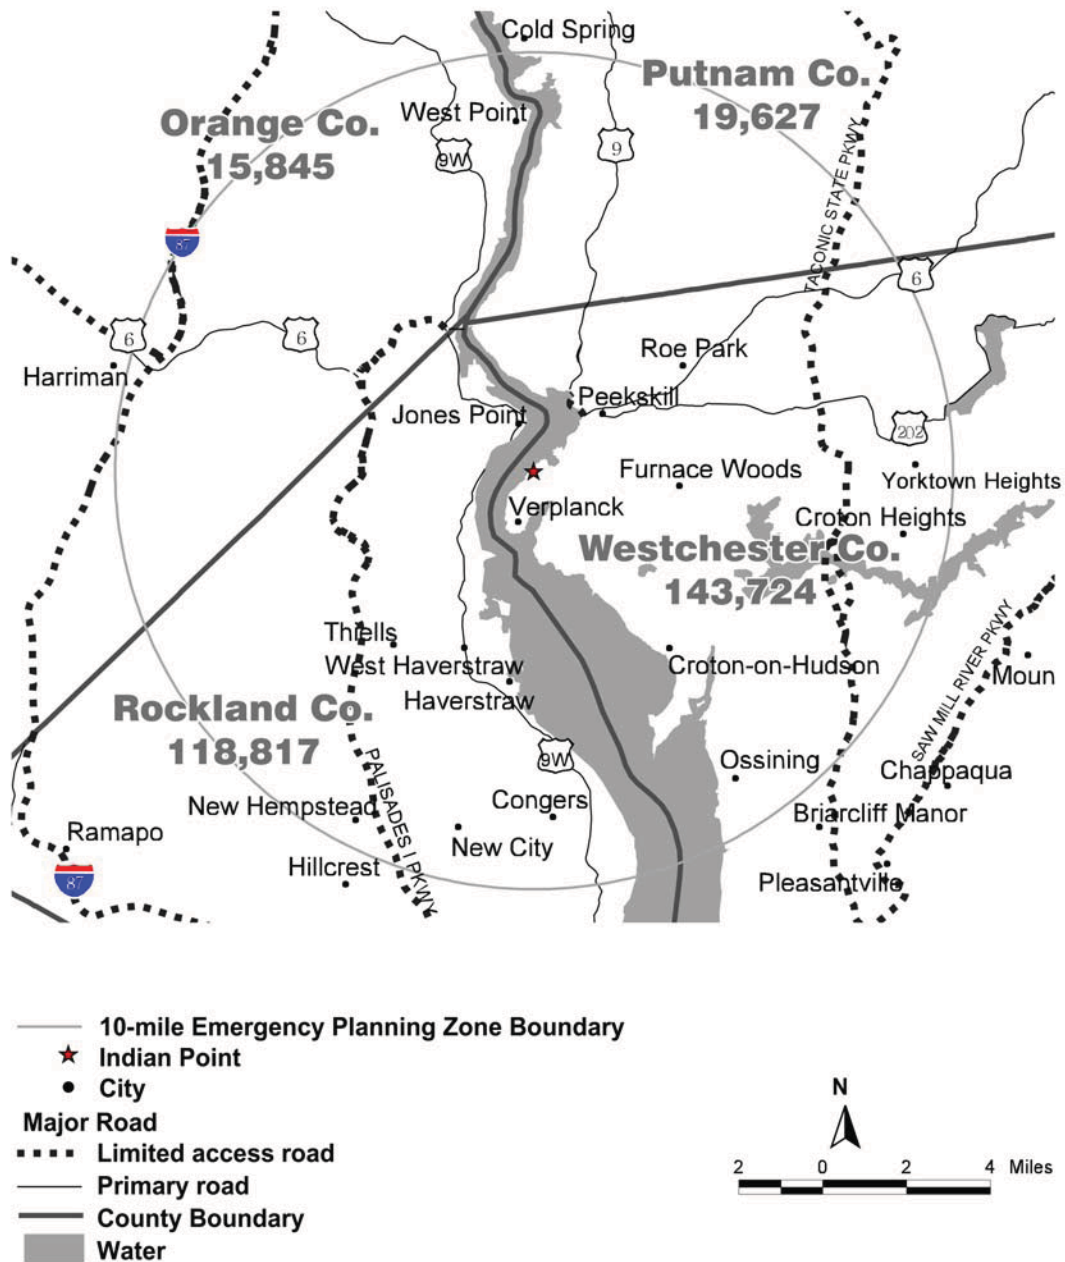 Cold Spring
Putnam Co.
19,627
West Point
Orange Co.
15,845
9W
9
TACONIC STATE PKWY
87
6
6
6
Harriman
Roe Park
Peekskill
Jones Point
202
Furnace Woods
Yorktown Heights
Verplanck
Croton Heights
Westchester Co.
143,724
Thiells
West Haverstraw
Haverstraw
Croton-on-Hudson
SAW MILL RIVER PKWY
Moun
Rockland Co.
118,817
PALISADES I PKWY
9W
Ossining
Chappaqua
New Hempstead
Congers
Briarcliff Manor
Ramapo
New City
Hillcrest
87
Pleasantville
10-mile Emergency Planning Zone Boundary
Indian Point
City
Major Road
Limited access road
Primary road
County Boundary
Water
N
2 0 2 4 Miles